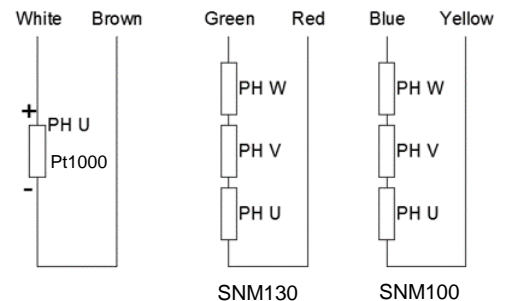 White Brown Green Red Blue Yellow
+
PH U
Pt1000
-
PH W
PH V
PH U
SNM130
PH W
PH V
PH U
SNM100